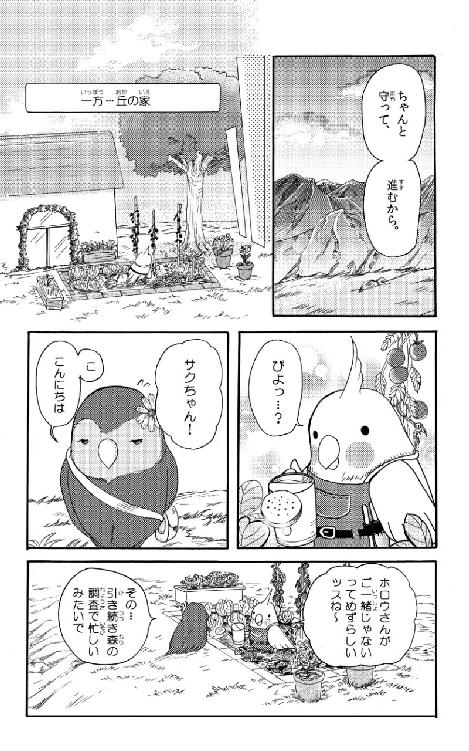 ちゃんと
守って、
進むから。
一方…丘の家
ぴよっ…?
サクちゃん!
こ
こんにちは
ホロウさんが
ご一緒じゃない
ってめずらしい
ッスね〜
その…
引き続き森の
調査で忙しい
みたいで